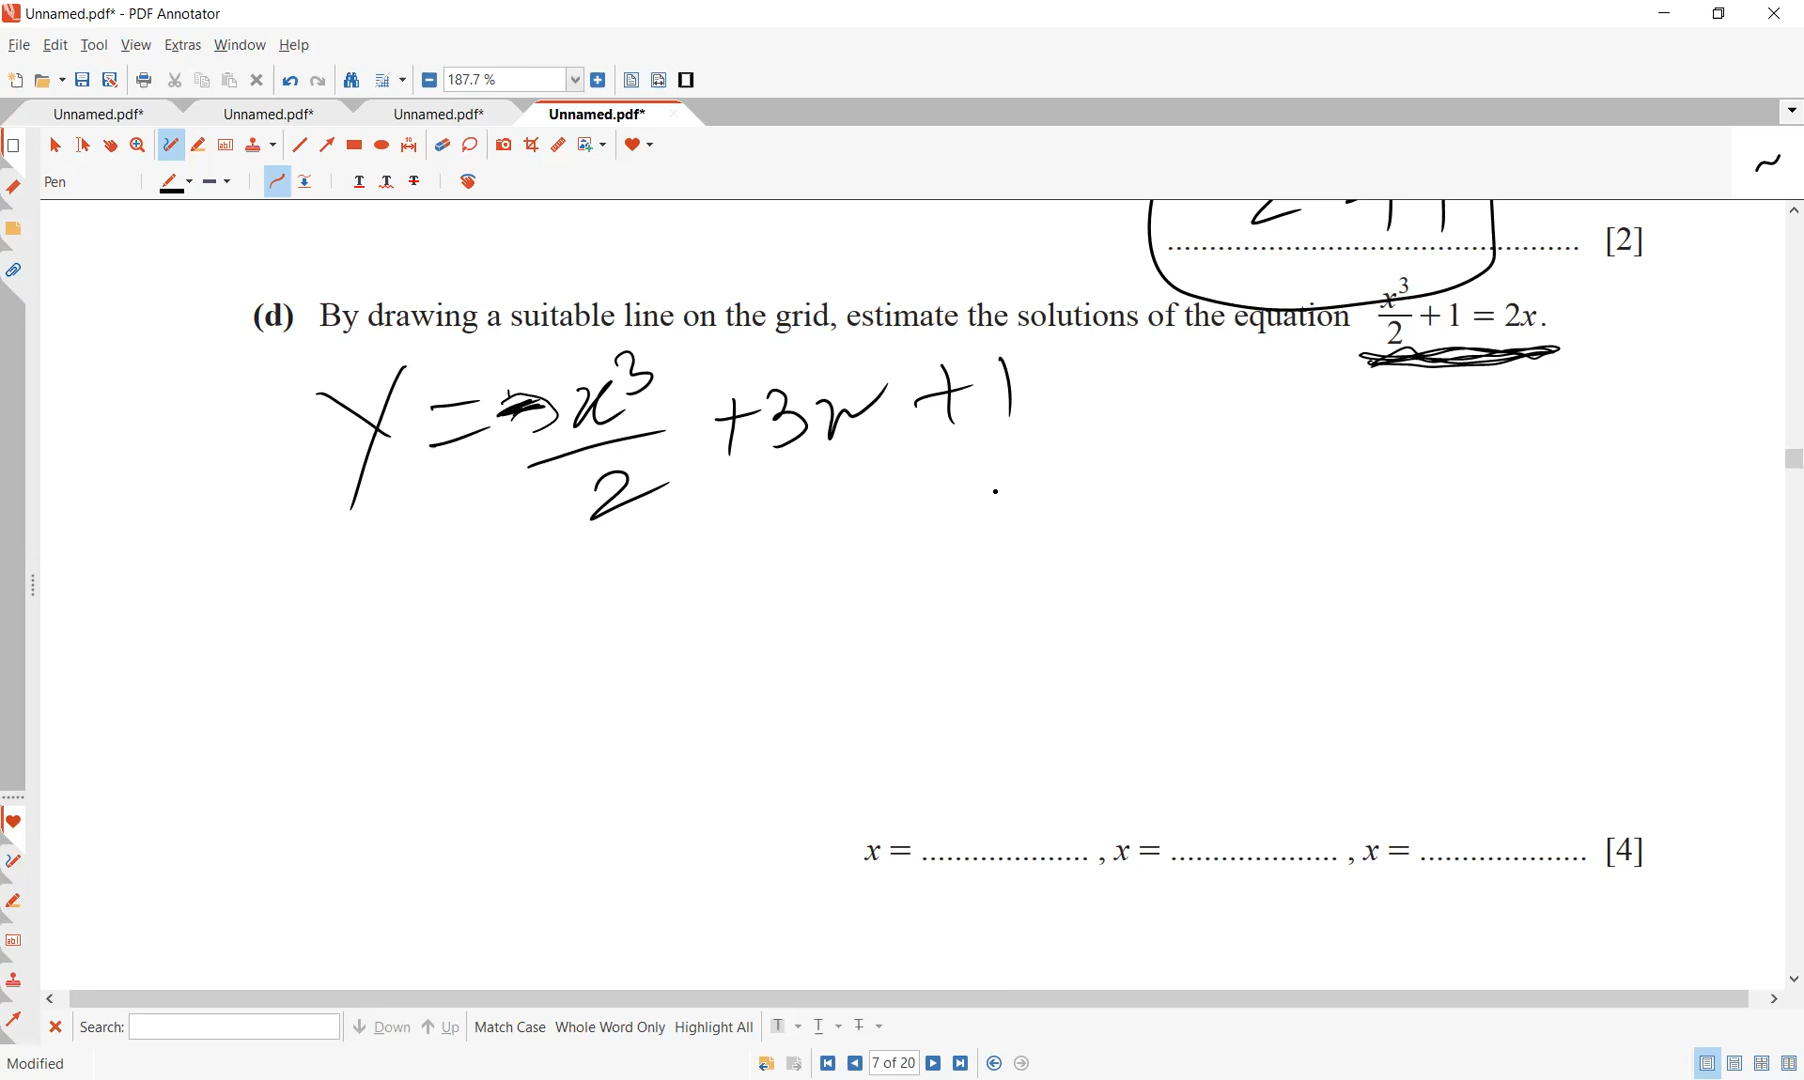 Unnamed.pdf* - PDF Annotator
File Edit Tool View Extras Window Help
187.7 %
Unnamed.pdf* Unnamed.pdf* Unnamed.pdf* Unnamed.pdf*
Pen
[2]
(d) By drawing a suitable line on the grid, estimate the solutions of the equation x³/2 + 1 = 2x.
Y = x³/2 + 3x + 1
x = .................... , x = .................... , x = .................... [4]
Search: Down Up Match Case Whole Word Only Highlight All T T T
Modified
7 of 20